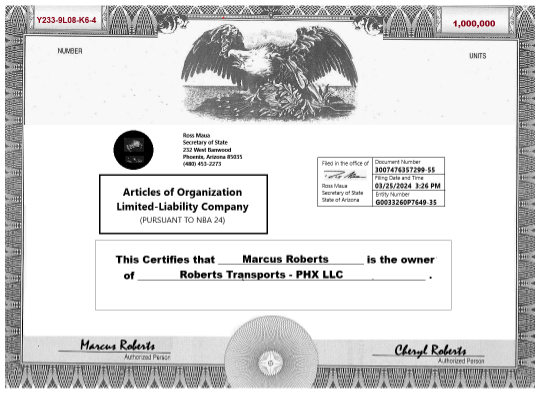 Y233-9L08-K6-4
1,000,000
NUMBER
UNITS
Ross Maua
Secretary of State
232 West Banwood
Phoenix, Arizona 85035
(480) 453-2273
Filed in the office of
Ross Maua
Secretary of State
State of Arizona
Document Number
3007476357299-55
Filing Date and Time
03/25/2024 3:26 PM
Entity Number
G0033260P7649-35
Articles of Organization
Limited-Liability Company
(PURSUANT TO NBA 24)
This Certifies that Marcus Roberts is the owner
of Roberts Transports - PHX LLC .
Marcus Roberts
Authorized Person
Cheryl Roberts
Authorized Person